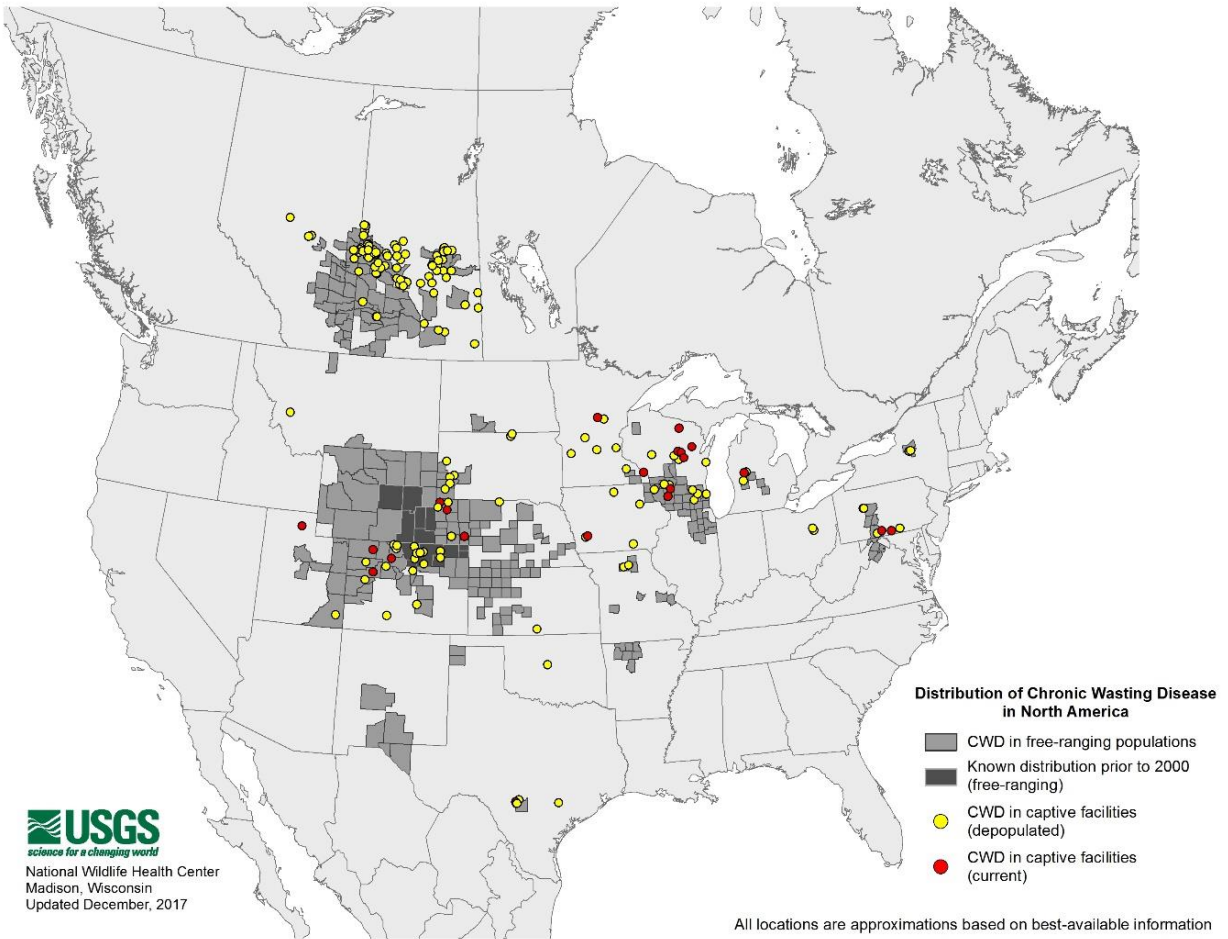 Distribution of Chronic Wasting Disease
in North America
CWD in free-ranging populations
Known distribution prior to 2000
(free-ranging)
CWD in captive facilities
(depopulated)
CWD in captive facilities
(current)
USGS
science for a changing world
National Wildlife Health Center
Madison, Wisconsin
Updated December, 2017
All locations are approximations based on best-available information